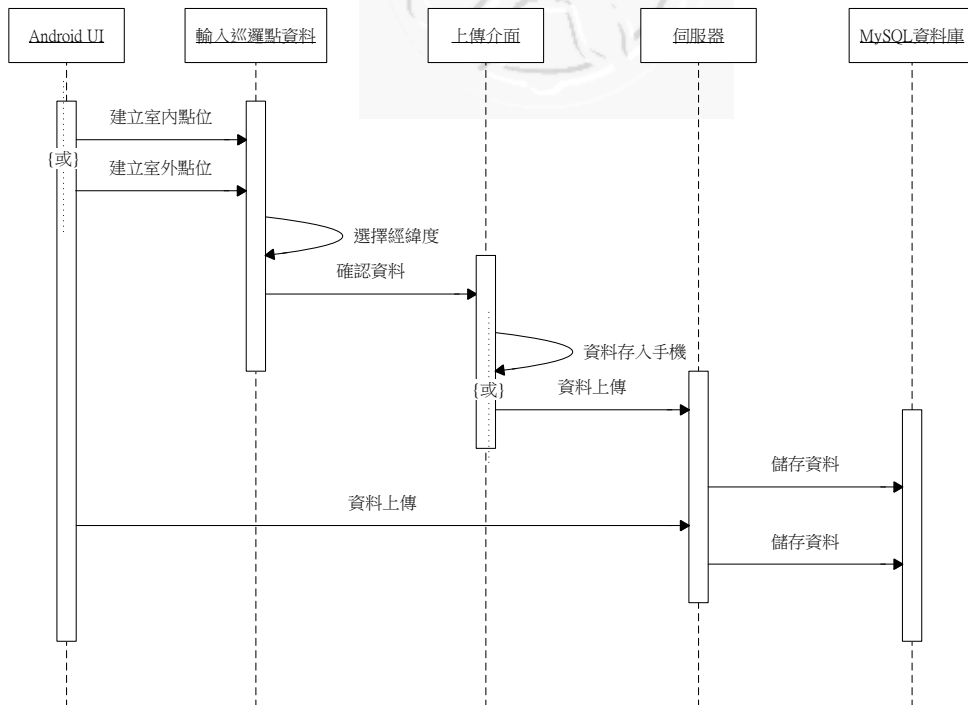 Android UI
輸入巡邏點資料
上傳介面
伺服器
MySQL資料庫
建立室內點位
{或}
建立室外點位
選擇經緯度
確認資料
資料存入手機
{或}
資料上傳
儲存資料
資料上傳
儲存資料